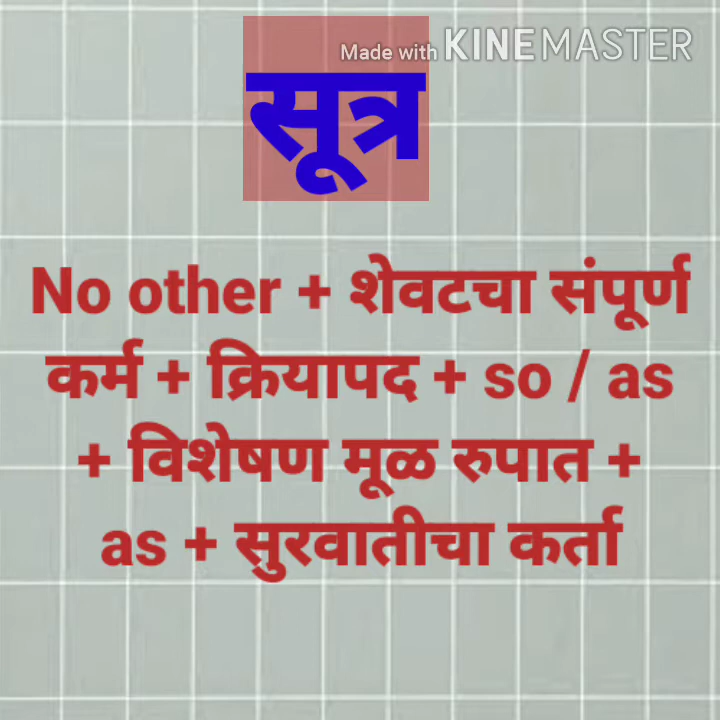 Made with KINEMASTER
सूत्र
No other + शेवटचा संपूर्ण
कर्म + क्रियापद + so / as
+ विशेषण मूळ रुपात +
as + सुरवातीचा कर्ता